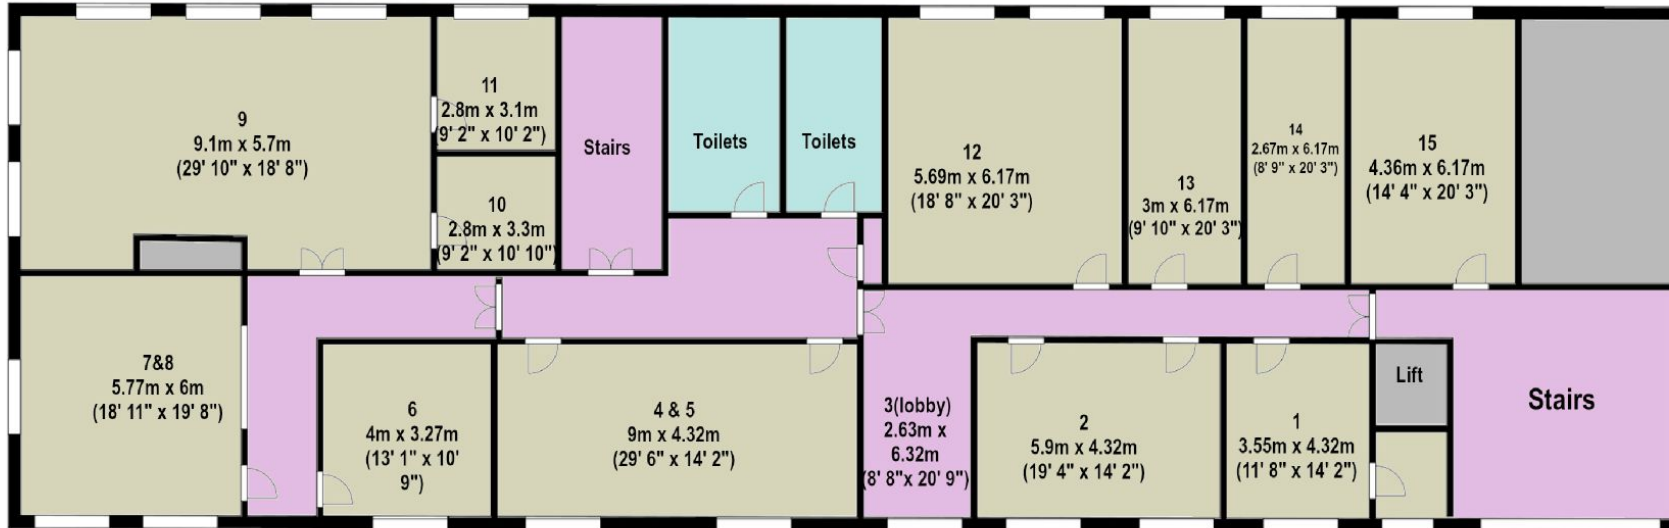 9
9.1m x 5.7m
(29' 10" x 18' 8")
11
2.8m x 3.1m
(9' 2" x 10' 2")
10
2.8m x 3.3m
(9' 2" x 10' 10")
Stairs
Toilets
Toilets
12
5.69m x 6.17m
(18' 8" x 20' 3")
13
3m x 6.17m
(9' 10" x 20' 3")
14
2.67m x 6.17m
(8' 9" x 20' 3")
15
4.36m x 6.17m
(14' 4" x 20' 3")
7&8
5.77m x 6m
(18' 11" x 19' 8")
6
4m x 3.27m
(13' 1" x 10'
9")
4 & 5
9m x 4.32m
(29' 6" x 14' 2")
3(lobby)
2.63m x
6.32m
(8' 8"x 20' 9")
2
5.9m x 4.32m
(19' 4" x 14' 2")
1
3.55m x 4.32m
(11' 8" x 14' 2")
Lift
Stairs